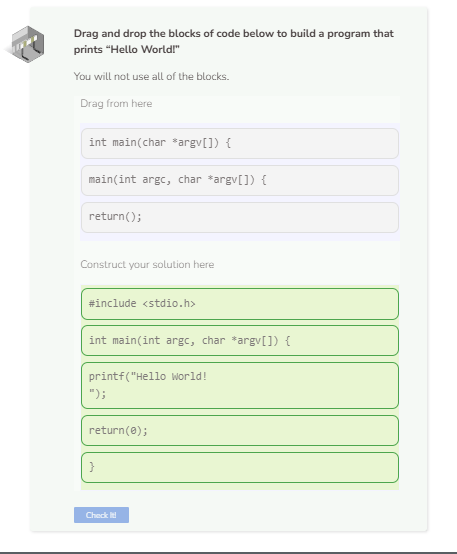 Drag and drop the blocks of code below to build a program that
prints “Hello World!”
You will not use all of the blocks.
Drag from here
int main(char *argv[]) {
main(int argc, char *argv[]) {
return();
Construct your solution here
#include <stdio.h>
int main(int argc, char *argv[]) {
printf("Hello World!
");
return(0);
}
Check It!